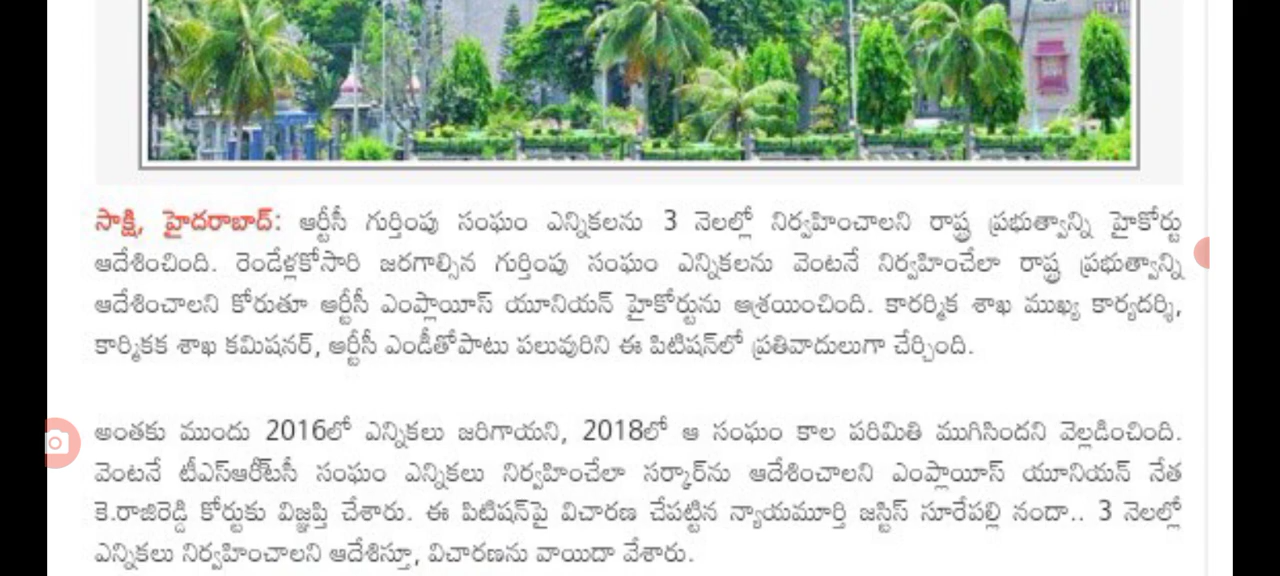 సాక్షి, హైదరాబాద్: ఆర్టీసీ గుర్తింపు సంఘం ఎన్నికలను 3 నెలల్లో నిర్వహించాలని రాష్ట్ర ప్రభుత్వాన్ని హైకోర్టు
ఆదేశించింది. రెండేళ్లకోసారి జరగాల్సిన గుర్తింపు సంఘం ఎన్నికలను వెంటనే నిర్వహించేలా రాష్ట్ర ప్రభుత్వాన్ని
ఆదేశించాలని కోరుతూ ఆర్టీసీ ఎంప్లాయీస్ యూనియన్ హైకోర్టును ఆశ్రయించింది. కారర్మిక శాఖ ముఖ్య కార్యదర్శి,
కార్మికక శాఖ కమిషనర్, ఆర్టీసీ ఎండీతోపాటు పలువురిని ఈ పిటిషన్‌లో ప్రతివాదులుగా చేర్చింది.
అంతకు ముందు 2016లో ఎన్నికలు జరిగాయని, 2018లో ఆ సంఘం కాల పరిమితి ముగిసిందని వెల్లడించింది.
వెంటనే టీఎస్‌ఆర్‌టీసీ సంఘం ఎన్నికలు నిర్వహించేలా సర్కార్‌ను ఆదేశించాలని ఎంప్లాయీస్ యూనియన్ నేత
కె.రాజిరెడ్డి కోర్టుకు విజ్ఞప్తి చేశారు. ఈ పిటిషన్‌పై విచారణ చేపట్టిన న్యాయమూర్తి జస్టిస్ సూరేపల్లి నందా.. 3 నెలల్లో
ఎన్నికలు నిర్వహించాలని ఆదేశిస్తూ, విచారణను వాయిదా వేశారు.